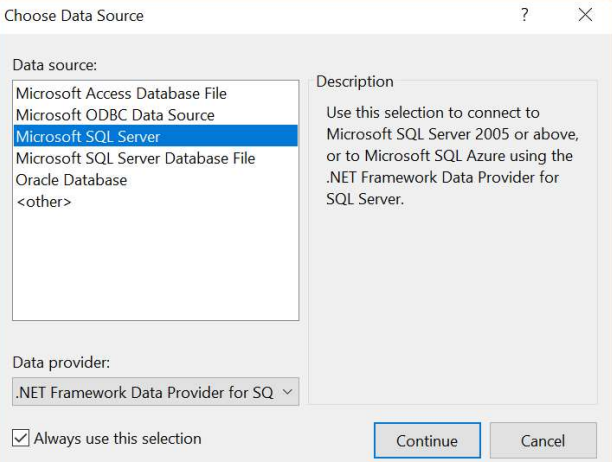 Choose Data Source
?
Data source:
Microsoft Access Database File
Microsoft ODBC Data Source
Microsoft SQL Server
Microsoft SQL Server Database File
Oracle Database
<other>
Description
Use this selection to connect to
Microsoft SQL Server 2005 or above,
or to Microsoft SQL Azure using the
.NET Framework Data Provider for
SQL Server.
Data provider:
.NET Framework Data Provider for SQ
Always use this selection
Continue
Cancel